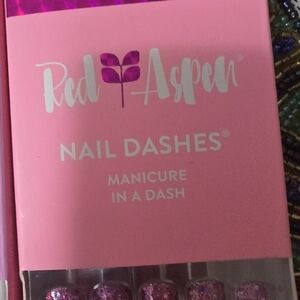 Red Aspen®
NAIL DASHES®
MANICURE
IN A DASH